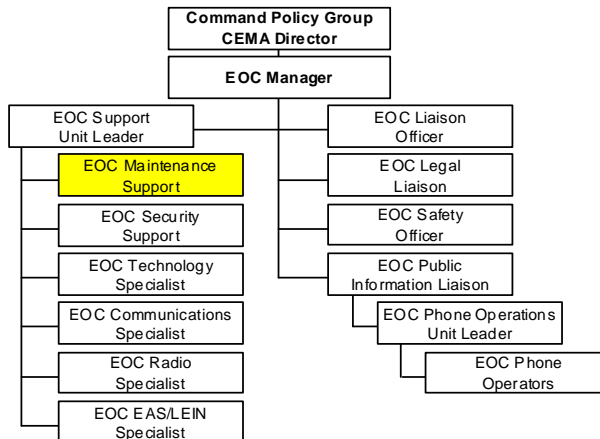 Command Policy Group
CEMA Director
EOC Manager
EOC Support
Unit Leader
EOC Maintenance
Support
EOC Security
Support
EOC Technology
Specialist
EOC Communications
Specialist
EOC Radio
Specialist
EOC EAS/LEIN
Specialist
EOC Liaison
Officer
EOC Legal
Liaison
EOC Safety
Officer
EOC Public
Information Liaison
EOC Phone Operations
Unit Leader
EOC Phone
Operators